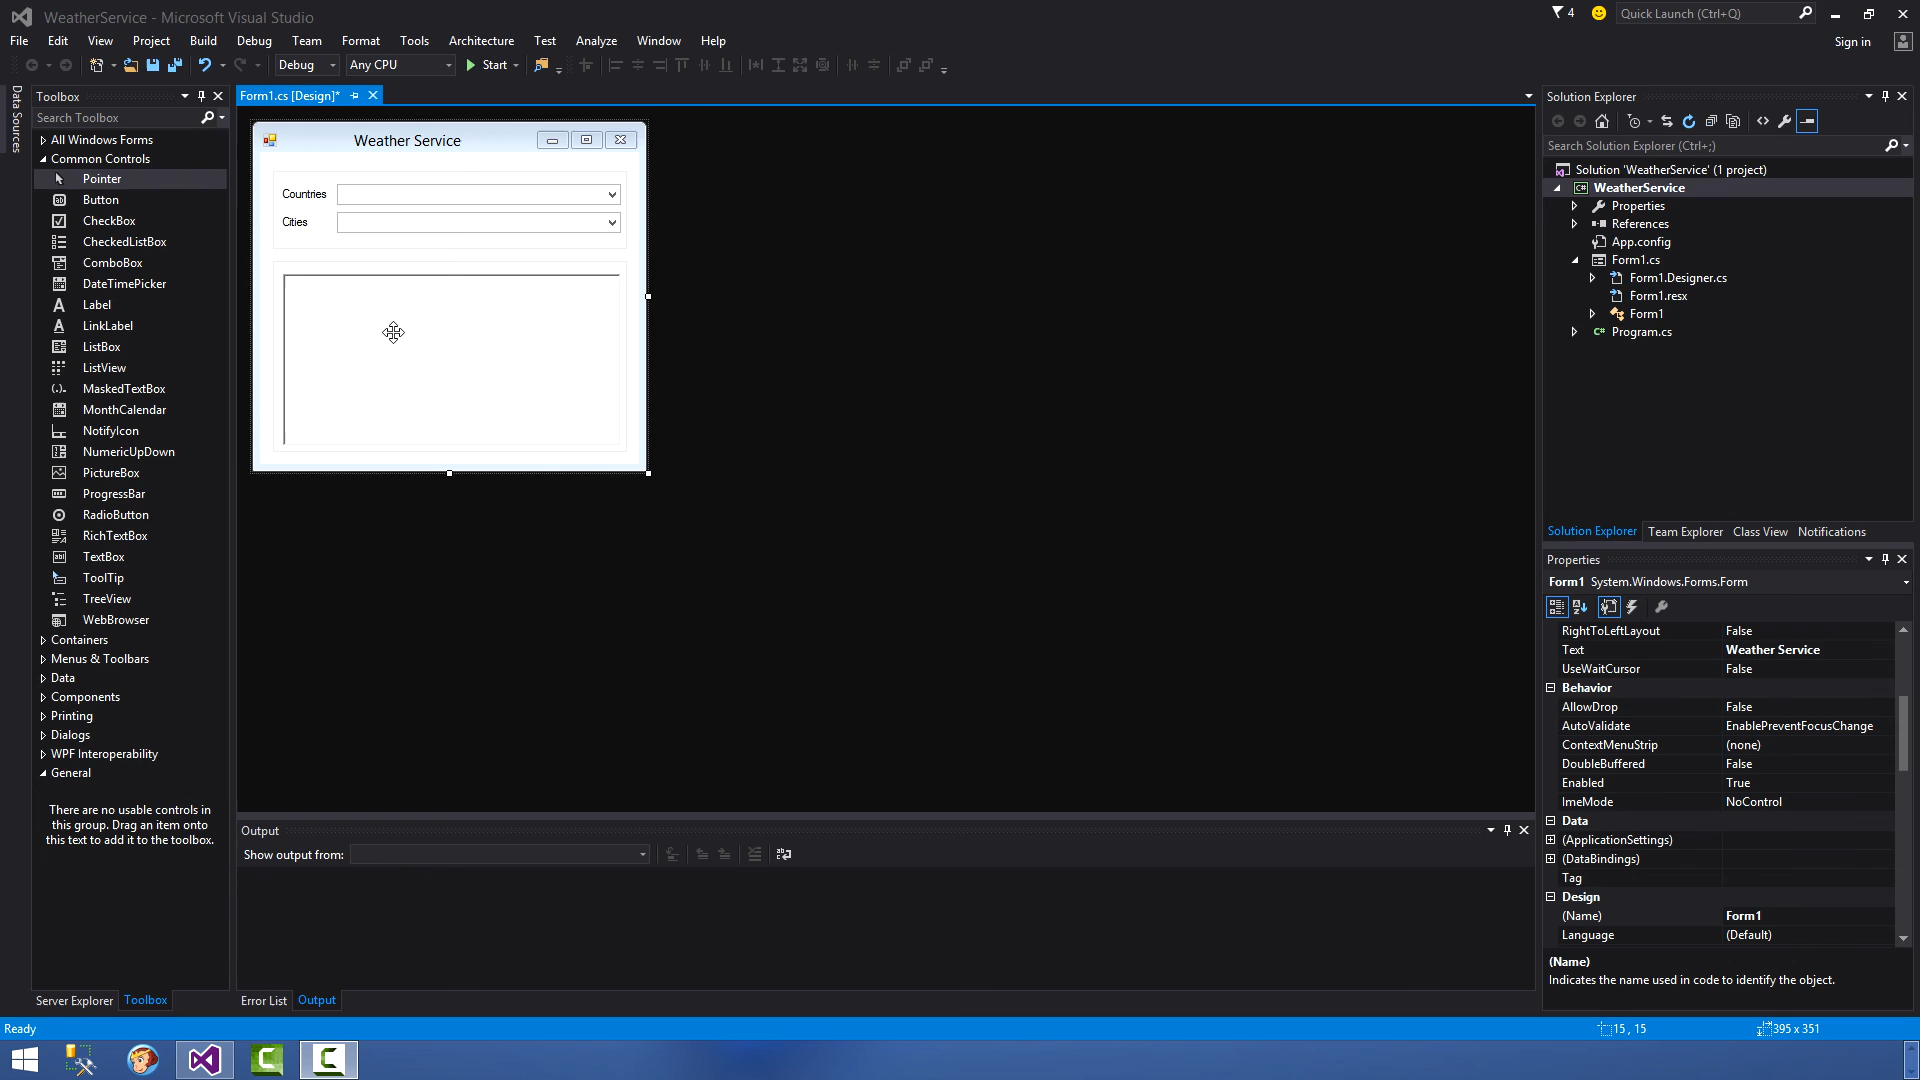 WeatherService - Microsoft Visual Studio
4
Quick Launch (Ctrl+Q)
File Edit View Project Build Debug Team Format Tools Architecture Test Analyze Window Help
Sign in
Debug
Any CPU
Start
Data Sources
Toolbox
Search Toolbox
All Windows Forms
Common Controls
Pointer
Button
CheckBox
CheckedListBox
ComboBox
DateTimePicker
Label
LinkLabel
ListBox
ListView
MaskedTextBox
MonthCalendar
NotifyIcon
NumericUpDown
PictureBox
ProgressBar
RadioButton
RichTextBox
TextBox
ToolTip
TreeView
WebBrowser
Containers
Menus & Toolbars
Data
Components
Printing
Dialogs
WPF Interoperability
General
There are no usable controls in
this group. Drag an item onto
this text to add it to the toolbox.
Server Explorer Toolbox
Form1.cs [Design]*
Weather Service
Countries
Cities
Output
Show output from:
Error List Output
Solution Explorer
Search Solution Explorer (Ctrl+;)
Solution 'WeatherService' (1 project)
WeatherService
Properties
References
App.config
Form1.cs
Form1.Designer.cs
Form1.resx
Form1
Program.cs
Solution Explorer Team Explorer Class View Notifications
Properties
Form1 System.Windows.Forms.Form
RightToLeftLayout False
Text Weather Service
UseWaitCursor False
Behavior
AllowDrop False
AutoValidate EnablePreventFocusChange
ContextMenuStrip (none)
DoubleBuffered False
Enabled True
ImeMode NoControl
Data
(ApplicationSettings)
(DataBindings)
Tag
Design
(Name) Form1
Language (Default)
(Name)
Indicates the name used in code to identify the object.
Ready
15 , 15
395 x 351